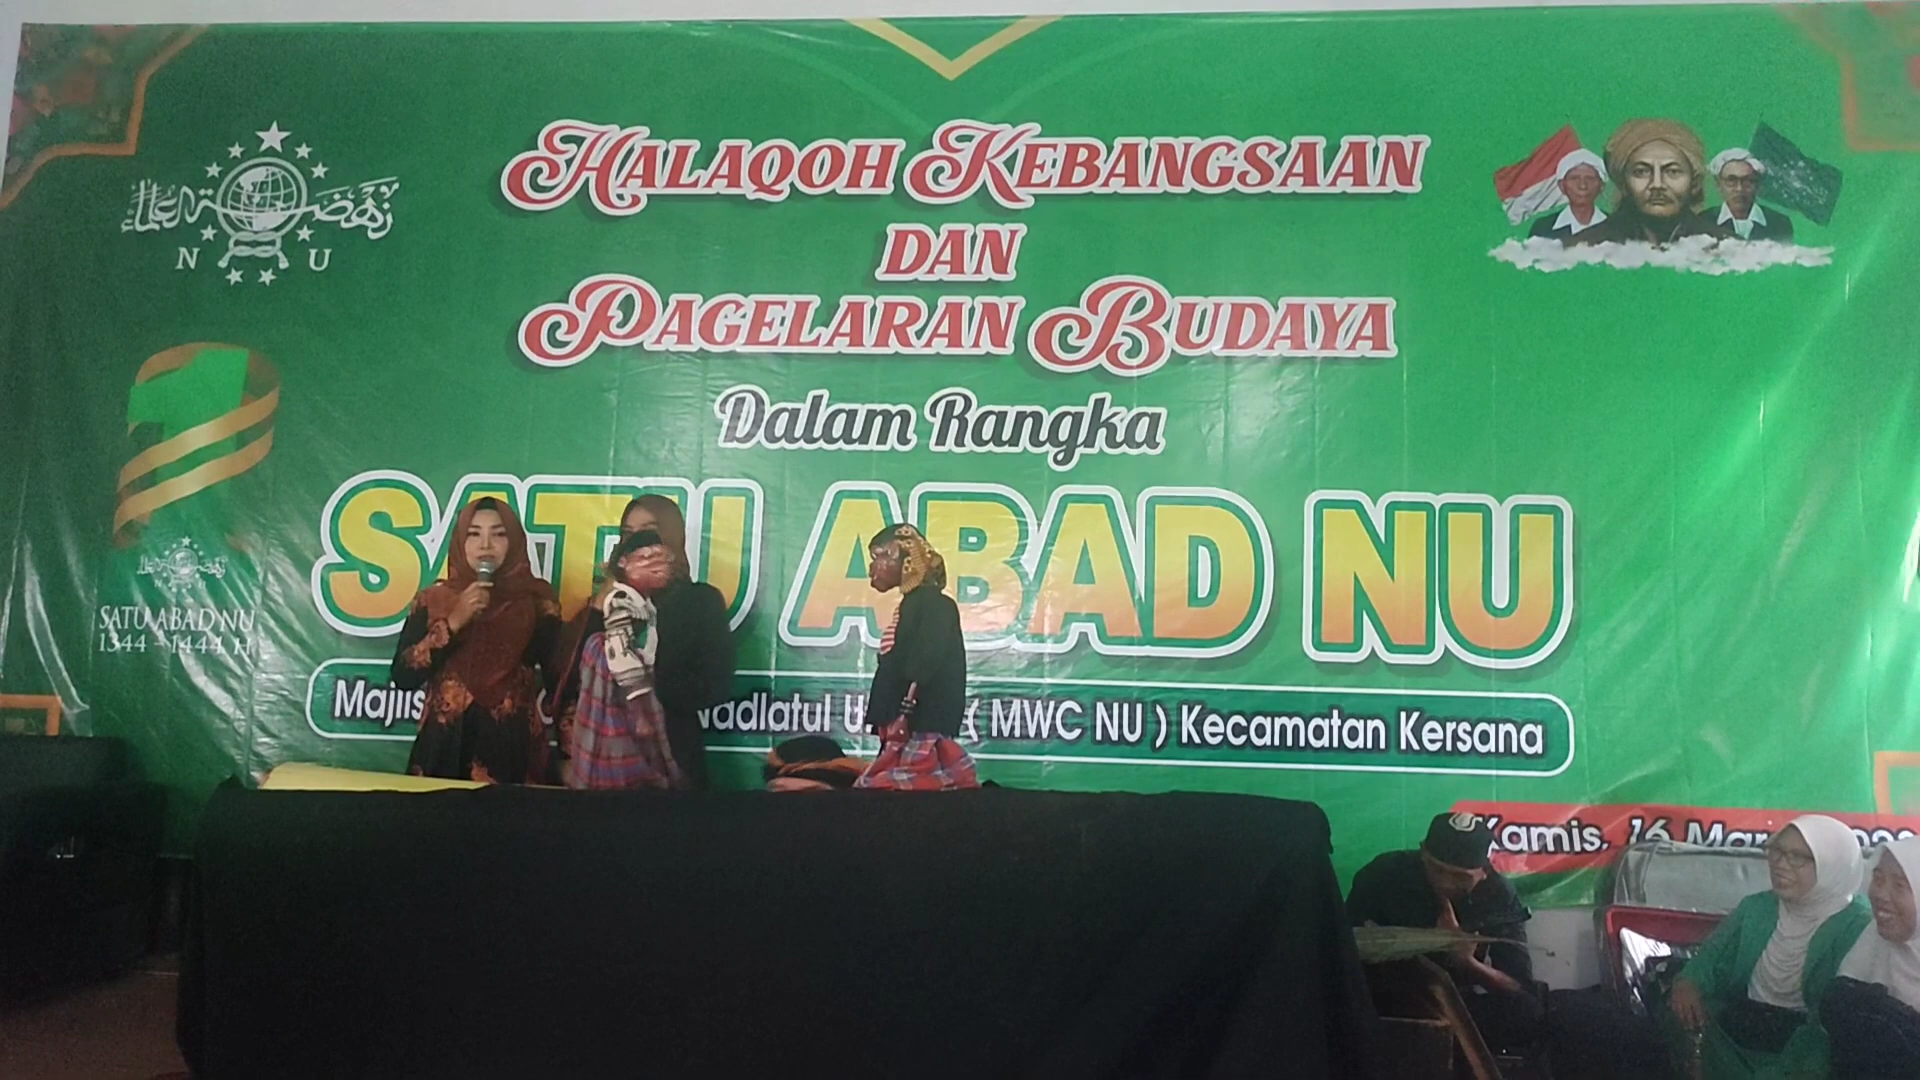 HALAQOH KEBANGSAAN
DAN
PAGELARAN BUDAYA
Dalam Rangka
SATU ABAD NU
( MWC NU ) Kecamatan Kersana
Kamis, 16
N U
SATU ABAD NU
1344 - 1444 H